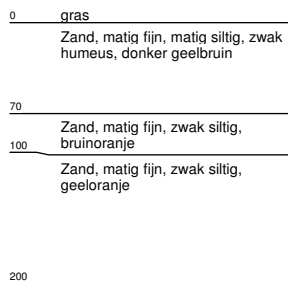 0 gras
Zand, matig fijn, matig siltig, zwak
humeus, donker geelbruin
70
Zand, matig fijn, zwak siltig,
bruinoranje
100
Zand, matig fijn, zwak siltig,
geeloranje
200